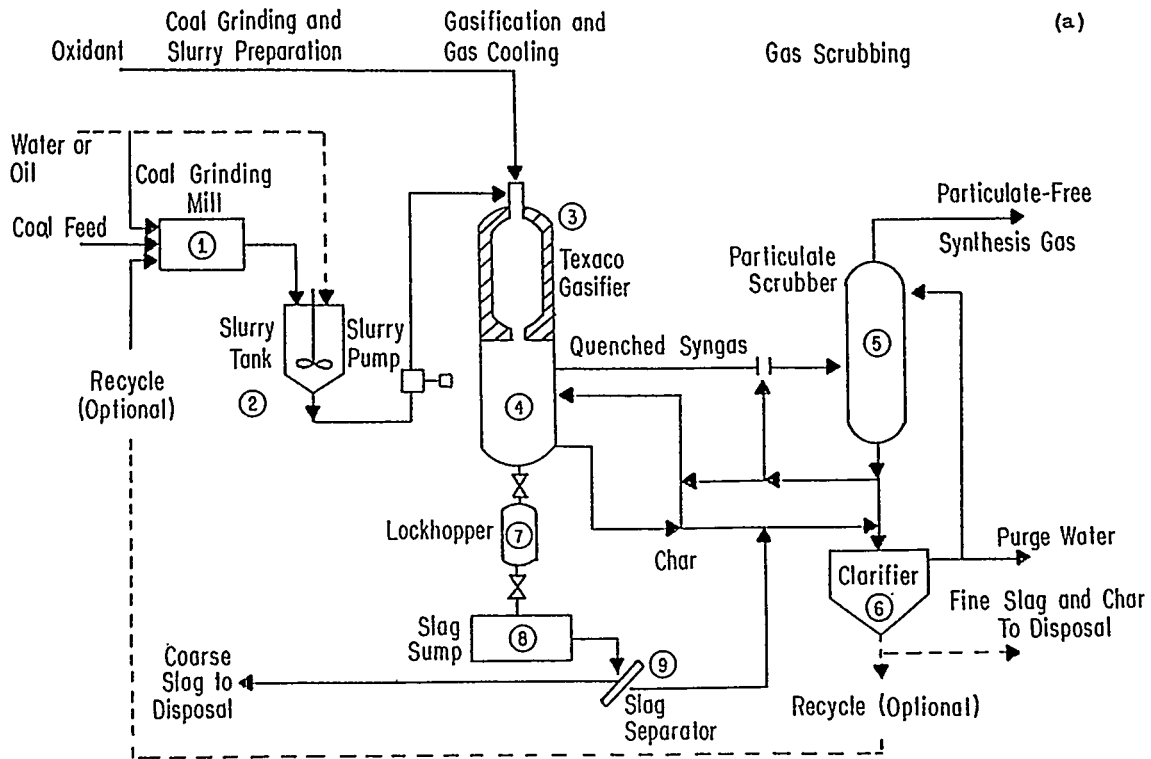 (a)
Coal Grinding and
Slurry Preparation
Gasification and
Gas Cooling
Gas Scrubbing
Oxidant
Water or
Oil
Coal Grinding
Mill
Coal Feed
1
3
Texaco
Gasifier
Particulate-Free
Synthesis Gas
Particulate
Scrubber
Slurry
Tank
Slurry
Pump
Quenched Syngas
5
Recycle
(Optional)
2
4
Lockhopper
7
Char
Purge Water
Clarifier
6
Fine Slag and Char
To Disposal
Slag
Sump
8
9
Coarse
Slag to
Disposal
Slag
Separator
Recycle (Optional)